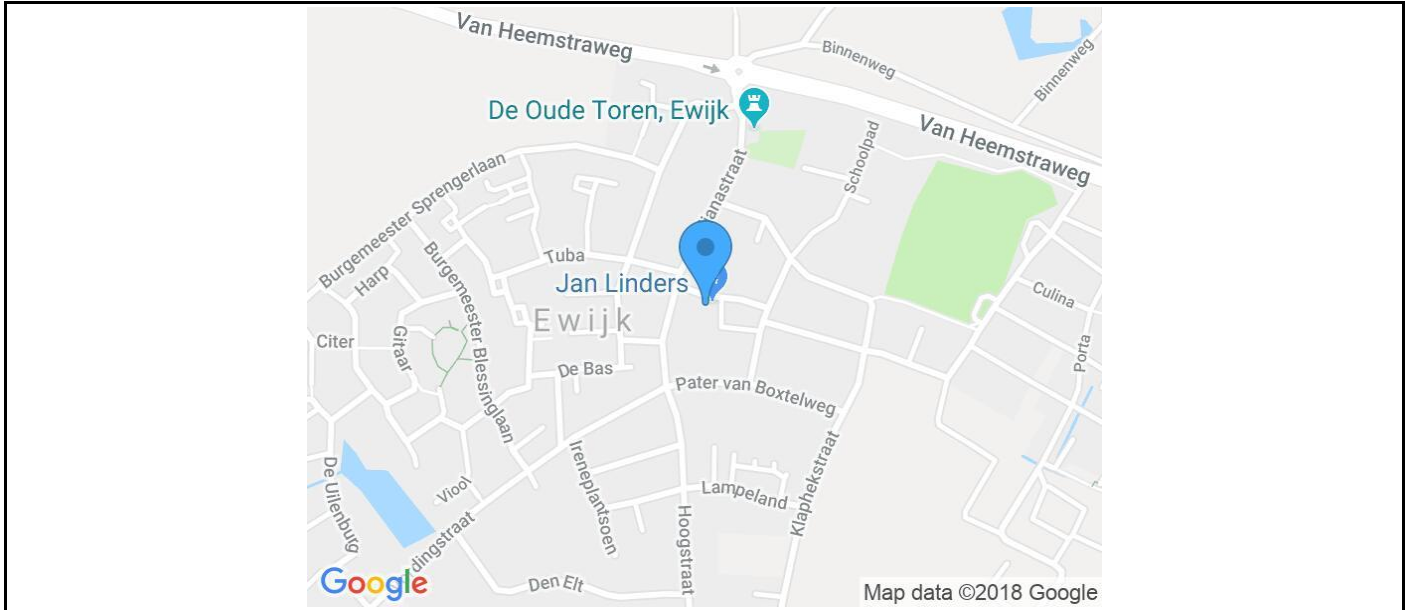 Van Heemstraweg
Binnenweg
Binnenweg
De Oude Toren, Ewijk
Van Heemstraweg
Schoolpad
Burgemeester Sprengerlaan
Tuba
Harp
Jan Linders
Culina
Ewijk
Burgemeester Blessinglaan
Citer
Gitaar
Porta
De Bas
Pater van Boxtelweg
Klaphekstraat
Ireneplantsoen
De Uilenburg
Viool
Lampeland
Hoogstraat
Den Elt
Google
Map data ©2018 Google